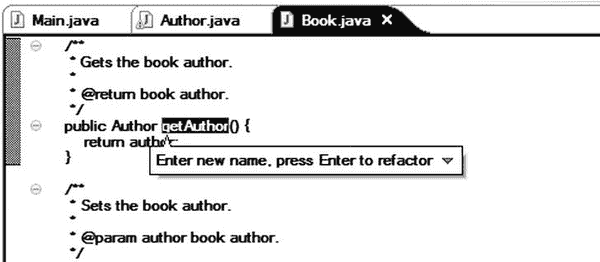 Main.java Author.java Book.java
/**
* Gets the book author.
*
* @return book author.
*/
public Author getAuthor() {
return author;
}
Enter new name, press Enter to refactor
/**
* Sets the book author.
*
* @param author book author.
*/